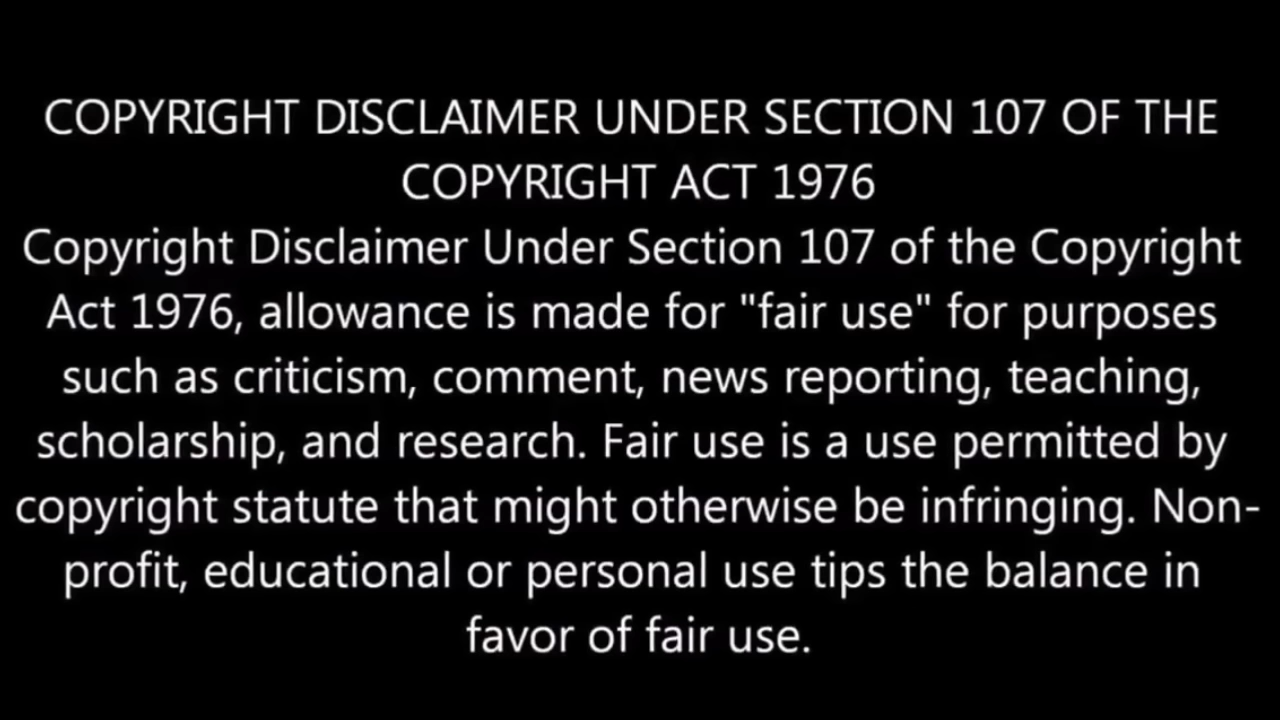 COPYRIGHT DISCLAIMER UNDER SECTION 107 OF THE
COPYRIGHT ACT 1976
Copyright Disclaimer Under Section 107 of the Copyright
Act 1976, allowance is made for "fair use" for purposes
such as criticism, comment, news reporting, teaching,
scholarship, and research. Fair use is a use permitted by
copyright statute that might otherwise be infringing. Non-
profit, educational or personal use tips the balance in
favor of fair use.